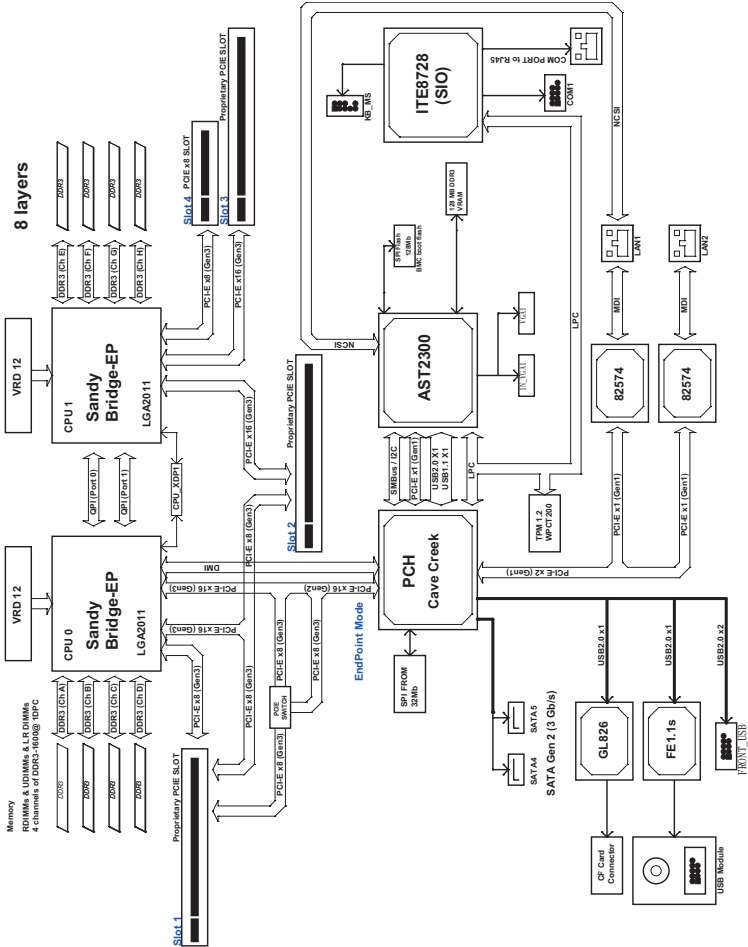 Memory
RDIMMs & UDIMMs & LR DIMMs
4 channels of DDR3-1600@ 1DPC
8 layers
VRD 12
VRD 12
DDR3
DDR3
DDR3
DDR3
DDR3 (Ch A)
DDR3 (Ch B)
DDR3 (Ch C)
DDR3 (Ch D)
CPU 0
Sandy
Bridge-EP
LGA2011
QPI (Port 0)
QPI (Port 1)
CPU_XDP1
CPU 1
Sandy
Bridge-EP
LGA2011
DDR3 (Ch E)
DDR3 (Ch F)
DDR3 (Ch G)
DDR3 (Ch H)
DDR3
DDR3
DDR3
DDR3
Slot 4
PCIE x8 SLOT
Slot 3
Proprietary PCIE SLOT
PCI-E x8 (Gen3)
PCI-E x16 (Gen3)
PCI-E x16 (Gen3)
PCI-E x8 (Gen3)
Slot 2
Proprietary PCIE SLOT
Slot 1
Proprietary PCIE SLOT
PCI-E x8 (Gen3)
PCI-E x8 (Gen3)
PCI-E x8 (Gen3)
PCIE
SWITCH
PCI-E x8 (Gen3)
PCI-E x8 (Gen3)
PCI-E x16 (Gen3)
PCI-E x16 (Gen3)
PCI-E x16 (Gen2)
DMI
EndPoint Mode
PCH
Cave Creek
SPI FROM
32Mb
SMBus / I2C
PCI-E x1 (Gen1)
USB2.0 X1
USB1.1 X1
LPC
AST2300
NCSI
SPI Flash
128Mb
BMC boot flash
128 MB DDR3
VRAM
IN_VGA1
VGA1
ITE8728
(SIO)
KB_MS
COM PORT to RJ45
COM1
LPC
TPM 1.2
WPCT200
NCSI
PCI-E x2 (Gen1)
PCI-E x1 (Gen1)
PCI-E x1 (Gen1)
82574
82574
MDI
MDI
LAN1
LAN2
SATA4
SATA5
SATA Gen 2 (3 Gb/s)
USB2.0 x1
USB2.0 x1
USB2.0 x2
GL826
FE1.1s
FRONT_USB
CF Card
Connector
USB Module